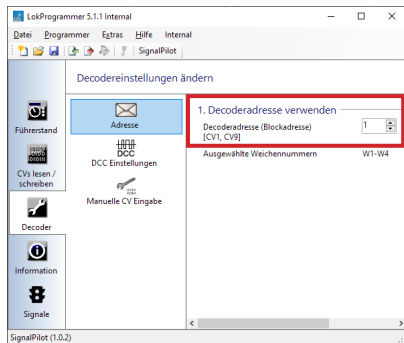 LokProgrammer 5.1.1 Internal
Datei Programmer Extras Hilfe Internal
SignalPilot
Decodereinstellungen ändern
Führerstand
CVs lesen /
schreiben
Decoder
Information
Signale
Adresse
DCC
DCC Einstellungen
Manuelle CV Eingabe
1. Decoderadresse verwenden
Decoderadresse (Blockadresse)
[CV1, CV9]
1
Ausgewählte Weichennummern W1-W4
SignalPilot (1.0.2)